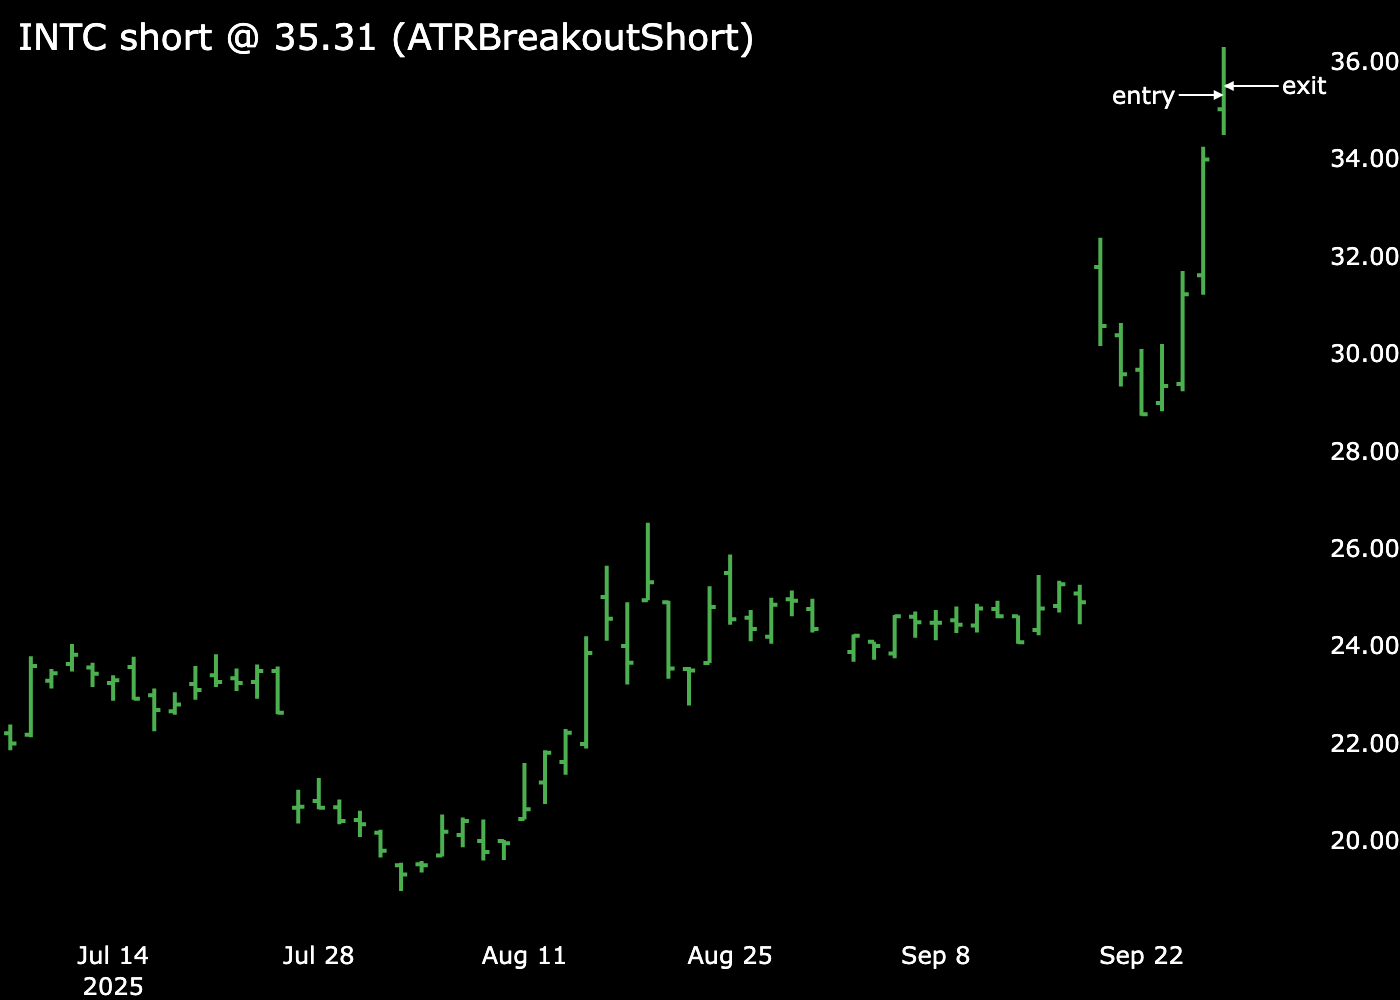 INTC short @ 35.31 (ATRBreakoutShort)
36.00
entry
exit
34.00
32.00
30.00
28.00
26.00
24.00
22.00
20.00
Jul 14
2025
Jul 28
Aug 11
Aug 25
Sep 8
Sep 22